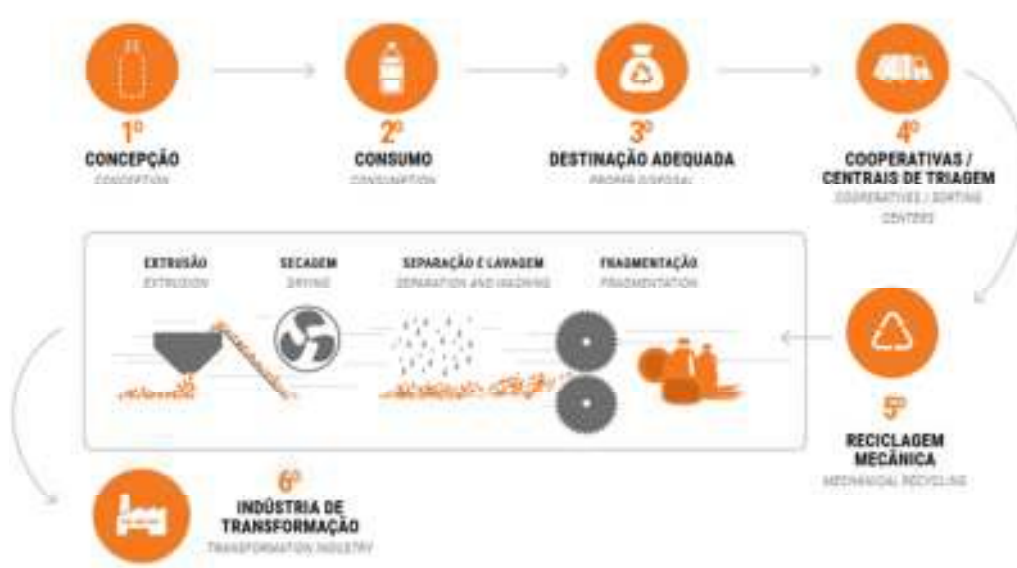 1º
CONCEPÇÃO
CONCEPTION
2º
CONSUMO
CONSUMPTION
3º
DESTINAÇÃO ADEQUADA
PROPER DISPOSAL
4º
COOPERATIVAS /
CENTRAIS DE TRIAGEM
COOPERATIVES / SORTING
CENTERS
EXTRUSÃO
EXTRUSION
SECAGEM
DRYING
SEPARAÇÃO E LAVAGEM
SEPARATION AND WASHING
FRAGMENTAÇÃO
FRAGMENTATION
5º
RECICLAGEM
MECÂNICA
MECHANICAL RECYCLING
6º
INDÚSTRIA DE
TRANSFORMAÇÃO
TRANSFORMATION INDUSTRY